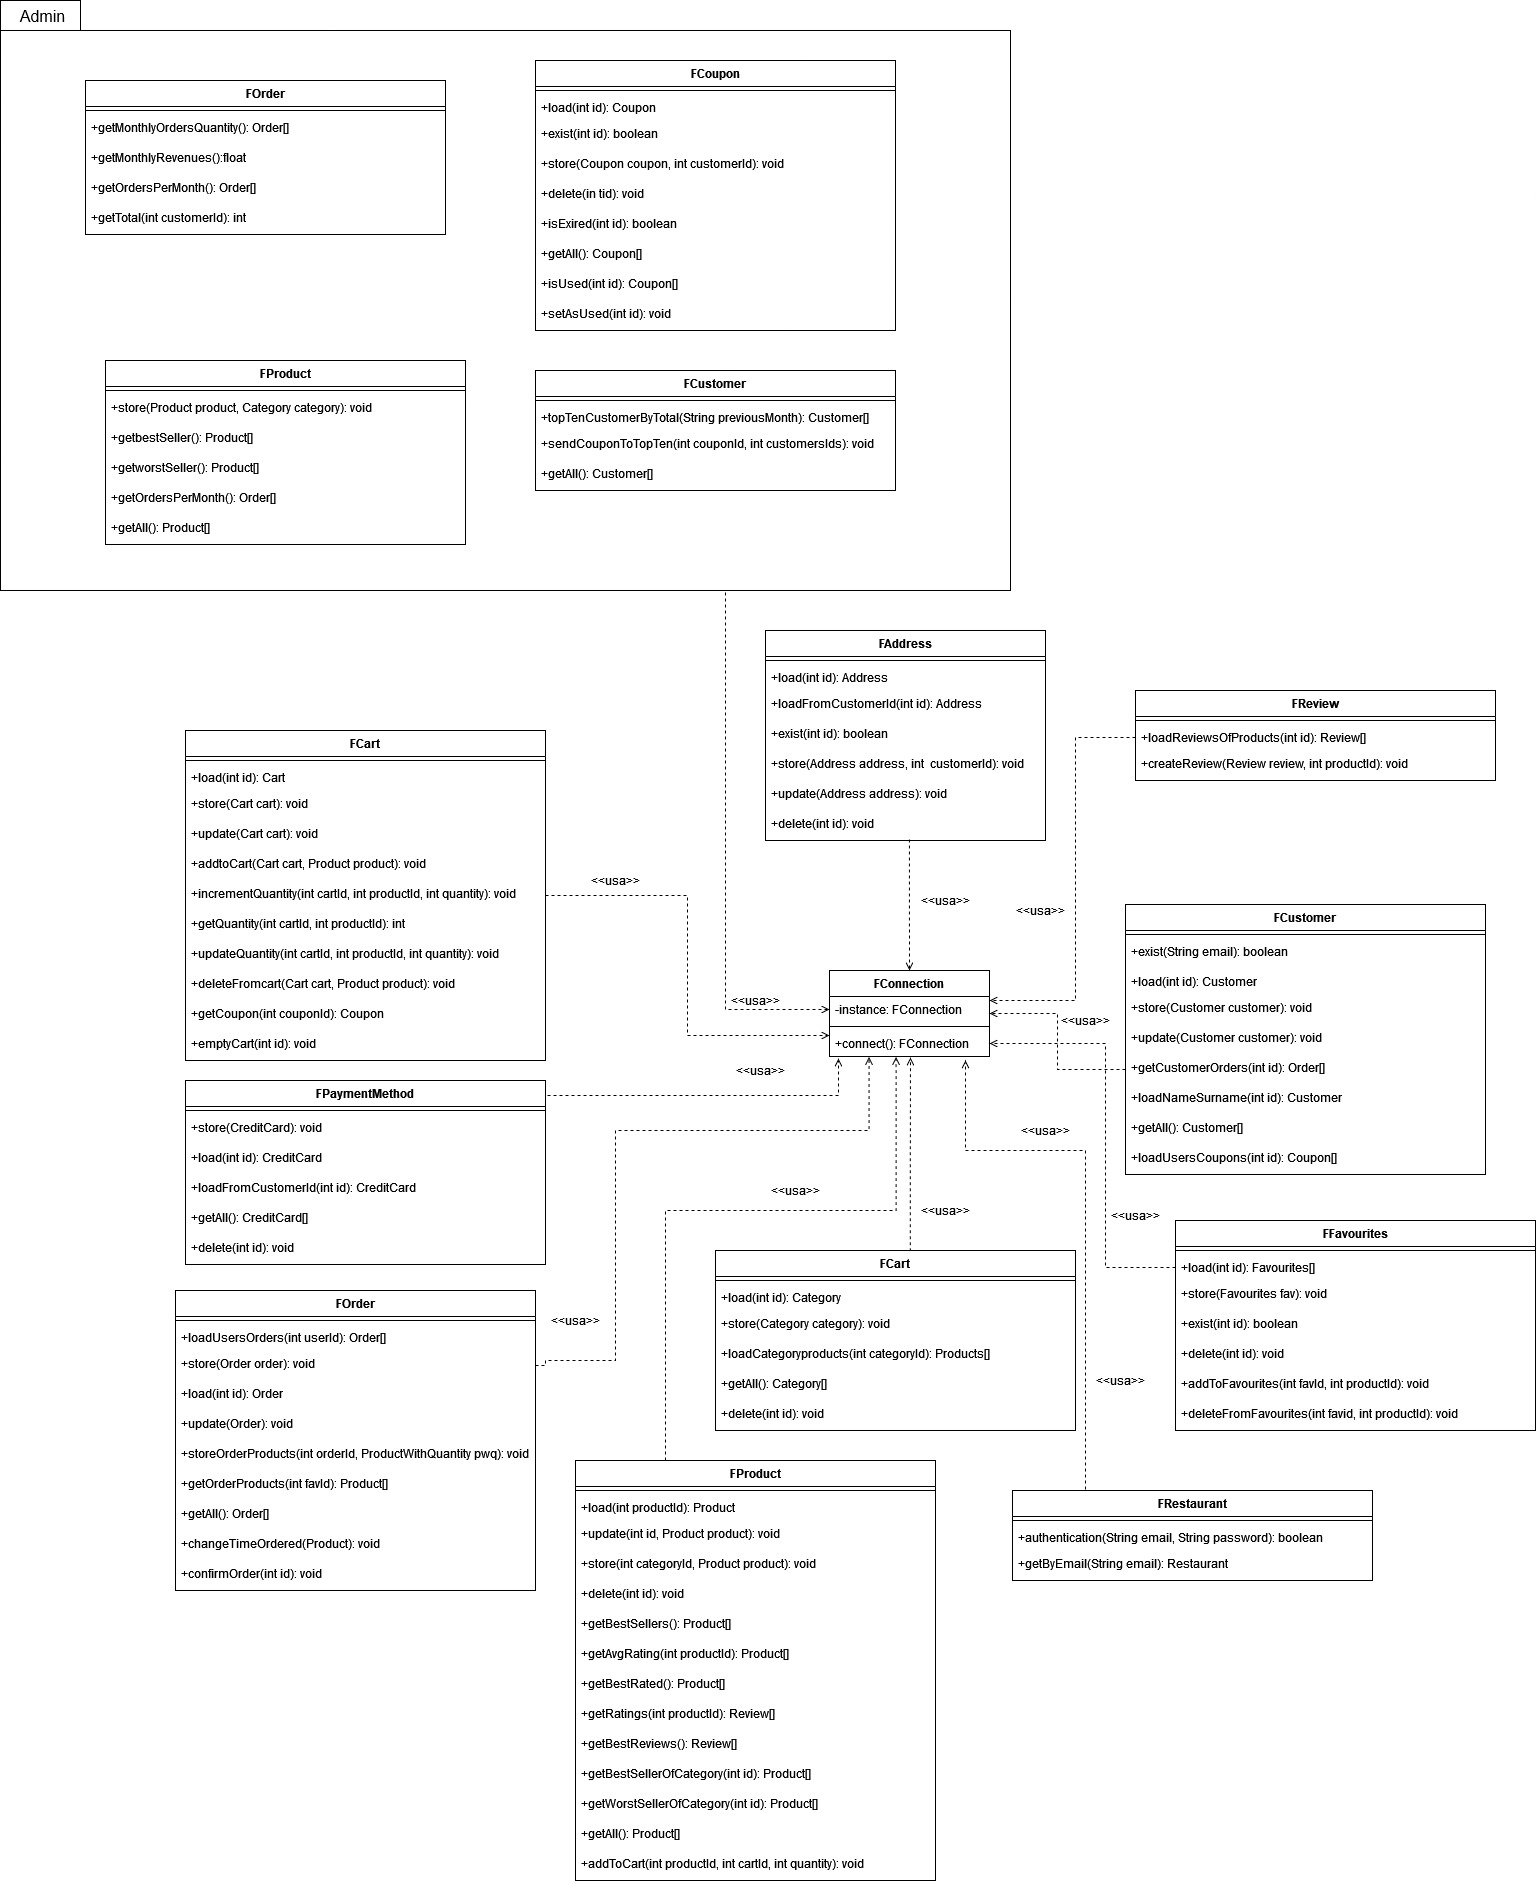 Admin
FOrder
+getMonthlyOrdersQuantity(): Order[]
+getMonthlyRevenues():float
+getOrdersPerMonth(): Order[]
+getTotal(int customerId): int
FCoupon
+load(int id): Coupon
+exist(int id): boolean
+store(Coupon coupon, int customerId): void
+delete(in tid): void
+isExired(int id): boolean
+getAll(): Coupon[]
+isUsed(int id): Coupon[]
+setAsUsed(int id): void
FProduct
+store(Product product, Category category): void
+getbestSeller(): Product[]
+getworstSeller(): Product[]
+getOrdersPerMonth(): Order[]
+getAll(): Product[]
FCustomer
+topTenCustomerByTotal(String previousMonth): Customer[]
+sendCouponToTopTen(int couponId, int customersIds): void
+getAll(): Customer[]
FAddress
+load(int id): Address
+loadFromCustomerId(int id): Address
+exist(int id): boolean
+store(Address address, int  customerId): void
+update(Address address): void
+delete(int id): void
FReview
+loadReviewsOfProducts(int id): Review[]
+createReview(Review review, int productId): void
FCart
+load(int id): Cart
+store(Cart cart): void
+update(Cart cart): void
+addtoCart(Cart cart, Product product): void
+incrementQuantity(int cartId, int productId, int quantity): void
+getQuantity(int cartId, int productId): int
+updateQuantity(int cartId, int productId, int quantity): void
+deleteFromcart(Cart cart, Product product): void
+getCoupon(int couponId): Coupon
+emptyCart(int id): void
<<usa>>
<<usa>>
<<usa>>
<<usa>>
FConnection
-instance: FConnection
+connect(): FConnection
<<usa>>
FCustomer
+exist(String email): boolean
+load(int id): Customer
+store(Customer customer): void
+update(Customer customer): void
+getCustomerOrders(int id): Order[]
+loadNameSurname(int id): Customer
+getAll(): Customer[]
+loadUsersCoupons(int id): Coupon[]
FPaymentMethod
+store(CreditCard): void
+load(int id): CreditCard
+loadFromCustomerId(int id): CreditCard
+getAll(): CreditCard[]
+delete(int id): void
<<usa>>
<<usa>>
<<usa>>
<<usa>>
<<usa>>
FFavourites
+load(int id): Favourites[]
+store(Favourites fav): void
+exist(int id): boolean
+delete(int id): void
+addToFavourites(int favId, int productId): void
+deleteFromFavourites(int favid, int productId): void
FCart
+load(int id): Category
+store(Category category): void
+loadCategoryproducts(int categoryId): Products[]
+getAll(): Category[]
+delete(int id): void
FOrder
+loadUsersOrders(int userId): Order[]
+store(Order order): void
+load(int id): Order
+update(Order): void
+storeOrderProducts(int orderId, ProductWithQuantity pwq): void
+getOrderProducts(int favId): Product[]
+getAll(): Order[]
+changeTimeOrdered(Product): void
+confirmOrder(int id): void
<<usa>>
<<usa>>
FProduct
+load(int productId): Product
+update(int id, Product product): void
+store(int categoryId, Product product): void
+delete(int id): void
+getBestSellers(): Product[]
+getAvgRating(int productId): Product[]
+getBestRated(): Product[]
+getRatings(int productId): Review[]
+getBestReviews(): Review[]
+getBestSellerOfCategory(int id): Product[]
+getWorstSellerOfCategory(int id): Product[]
+getAll(): Product[]
+addToCart(int productId, int cartId, int quantity): void
FRestaurant
+authentication(String email, String password): boolean
+getByEmail(String email): Restaurant